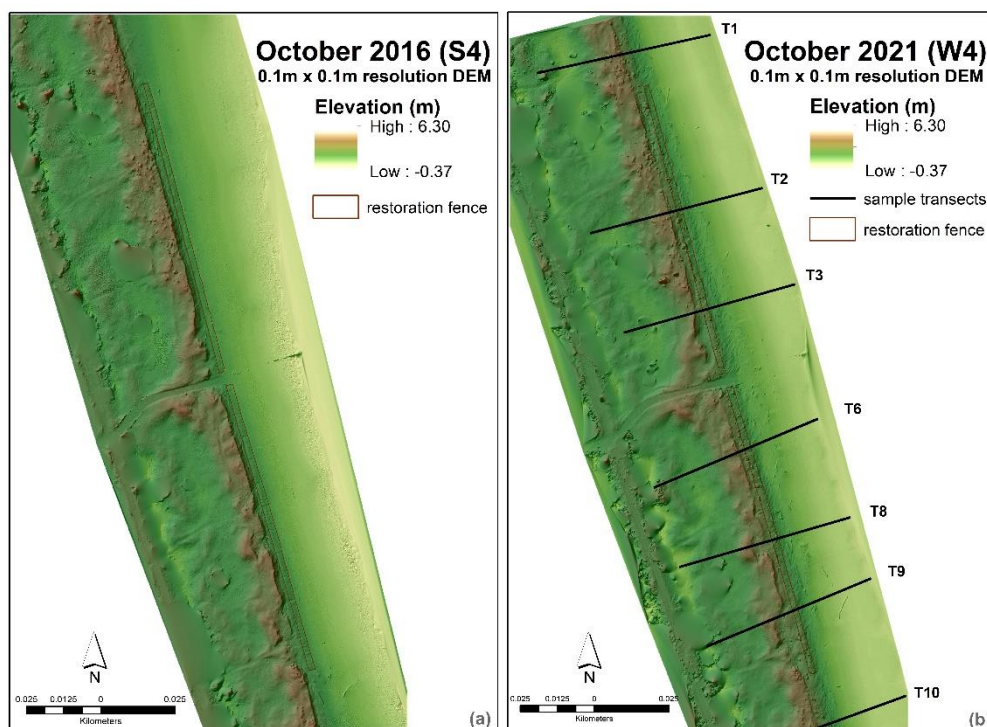 October 2016 (S4)
0.1m x 0.1m resolution DEM
Elevation (m)
High : 6.30
Low : -0.37
restoration fence
N
0.025 0.0125 0 0.025
Kilometers
(a)
October 2021 (W4)
0.1m x 0.1m resolution DEM
Elevation (m)
High : 6.30
Low : -0.37
sample transects
restoration fence
T1
T2
T3
T6
T8
T9
T10
N
0.025 0.0125 0 0.025
Kilometers
(b)